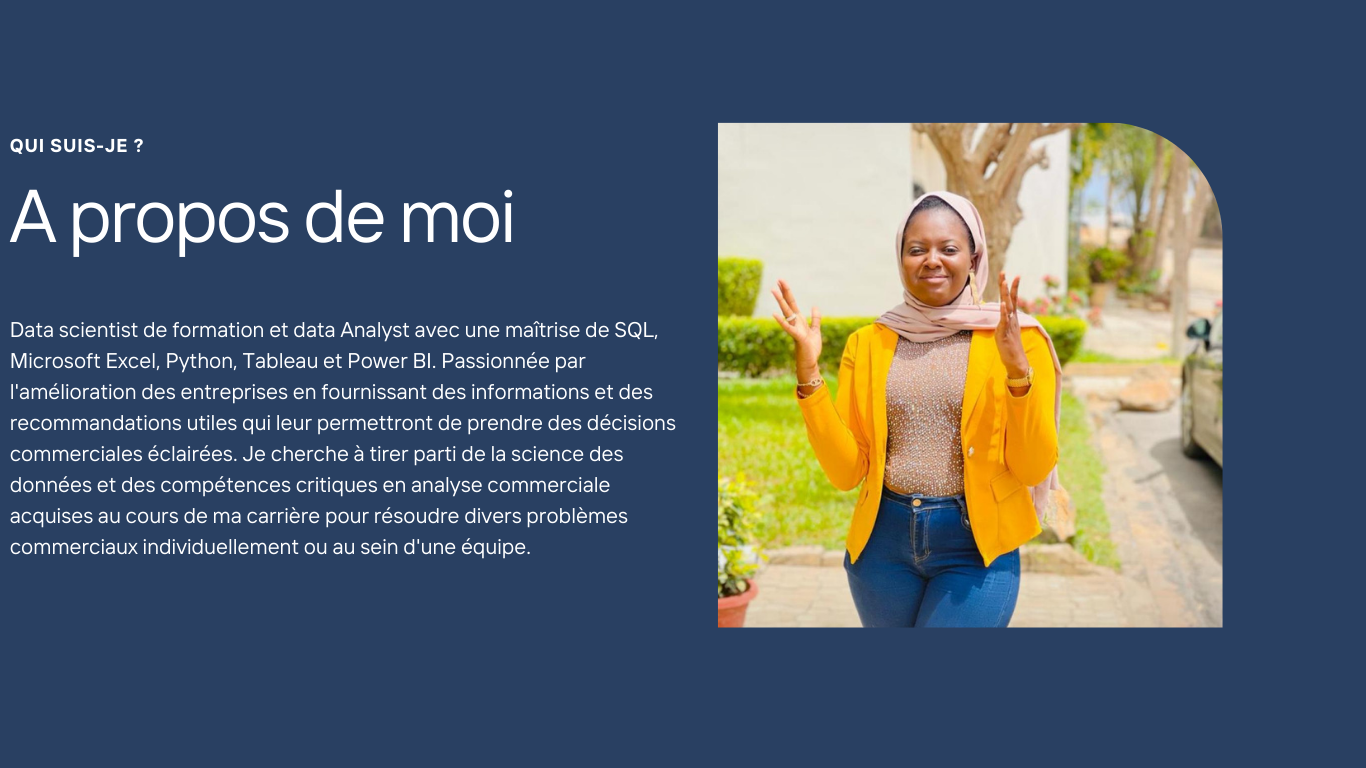 QUI SUIS-JE ?
A propos de moi
Data scientist de formation et data Analyst avec une maîtrise de SQL,
Microsoft Excel, Python, Tableau et Power BI. Passionnée par
l'amélioration des entreprises en fournissant des informations et des
recommandations utiles qui leur permettront de prendre des décisions
commerciales éclairées. Je cherche à tirer parti de la science des
données et des compétences critiques en analyse commerciale
acquises au cours de ma carrière pour résoudre divers problèmes
commerciaux individuellement ou au sein d'une équipe.